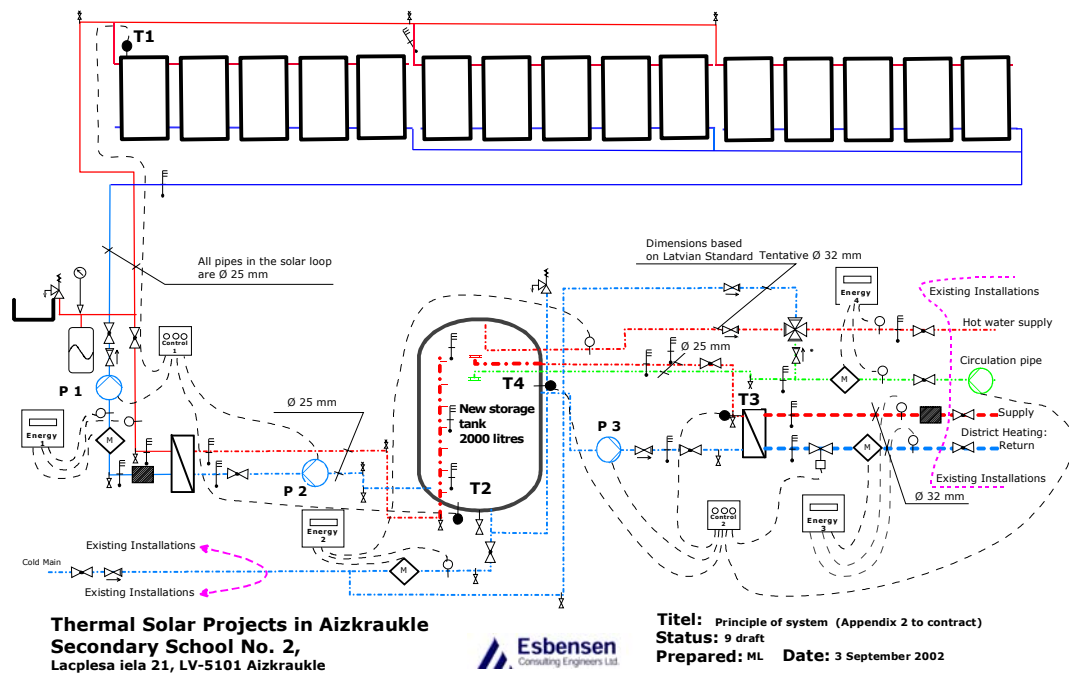 T1
All pipes in the solar loop
are Ø 25 mm
Dimensions based
on Latvian Standard
Tentative Ø 32 mm
Energy
4
Existing Installations
Hot water supply
Control
1
Ø 25 mm
Circulation pipe
P 1
T4
T3
Ø 25 mm
New storage
tank
2000 litres
Supply
Energy
1
M
P 3
District Heating:
Return
M
M
P 2
T2
Existing Installations
Ø 32 mm
Energy
2
Control
2
Energy
3
Existing Installations
Cold Main
M
Existing Installations
Thermal Solar Projects in Aizkraukle
Secondary School No. 2,
Lacplesa iela 21, LV-5101 Aizkraukle
Esbensen
Consulting Engineers Ltd.
Titel: Principle of system (Appendix 2 to contract)
Status: 9 draft
Prepared: ML Date: 3 September 2002